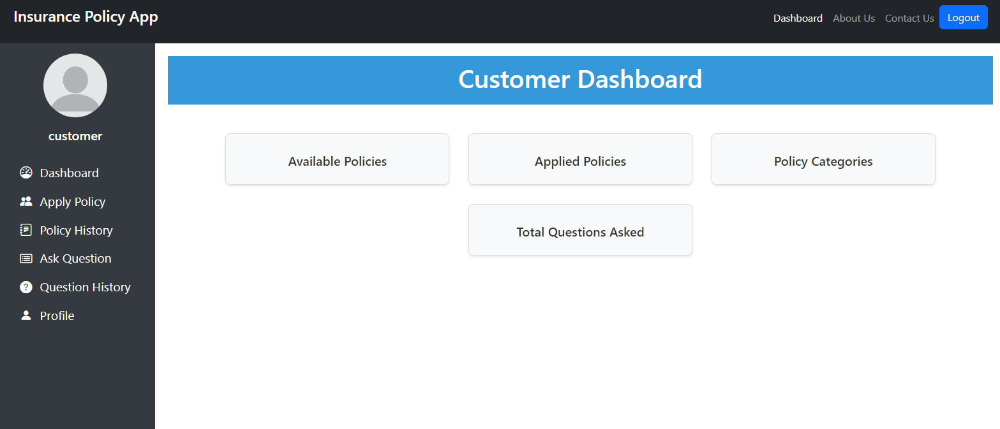 Insurance Policy App
Dashboard About Us Contact Us Logout
customer
Dashboard
Apply Policy
Policy History
Ask Question
? Question History
Profile
Customer Dashboard
Available Policies
Applied Policies
Policy Categories
Total Questions Asked